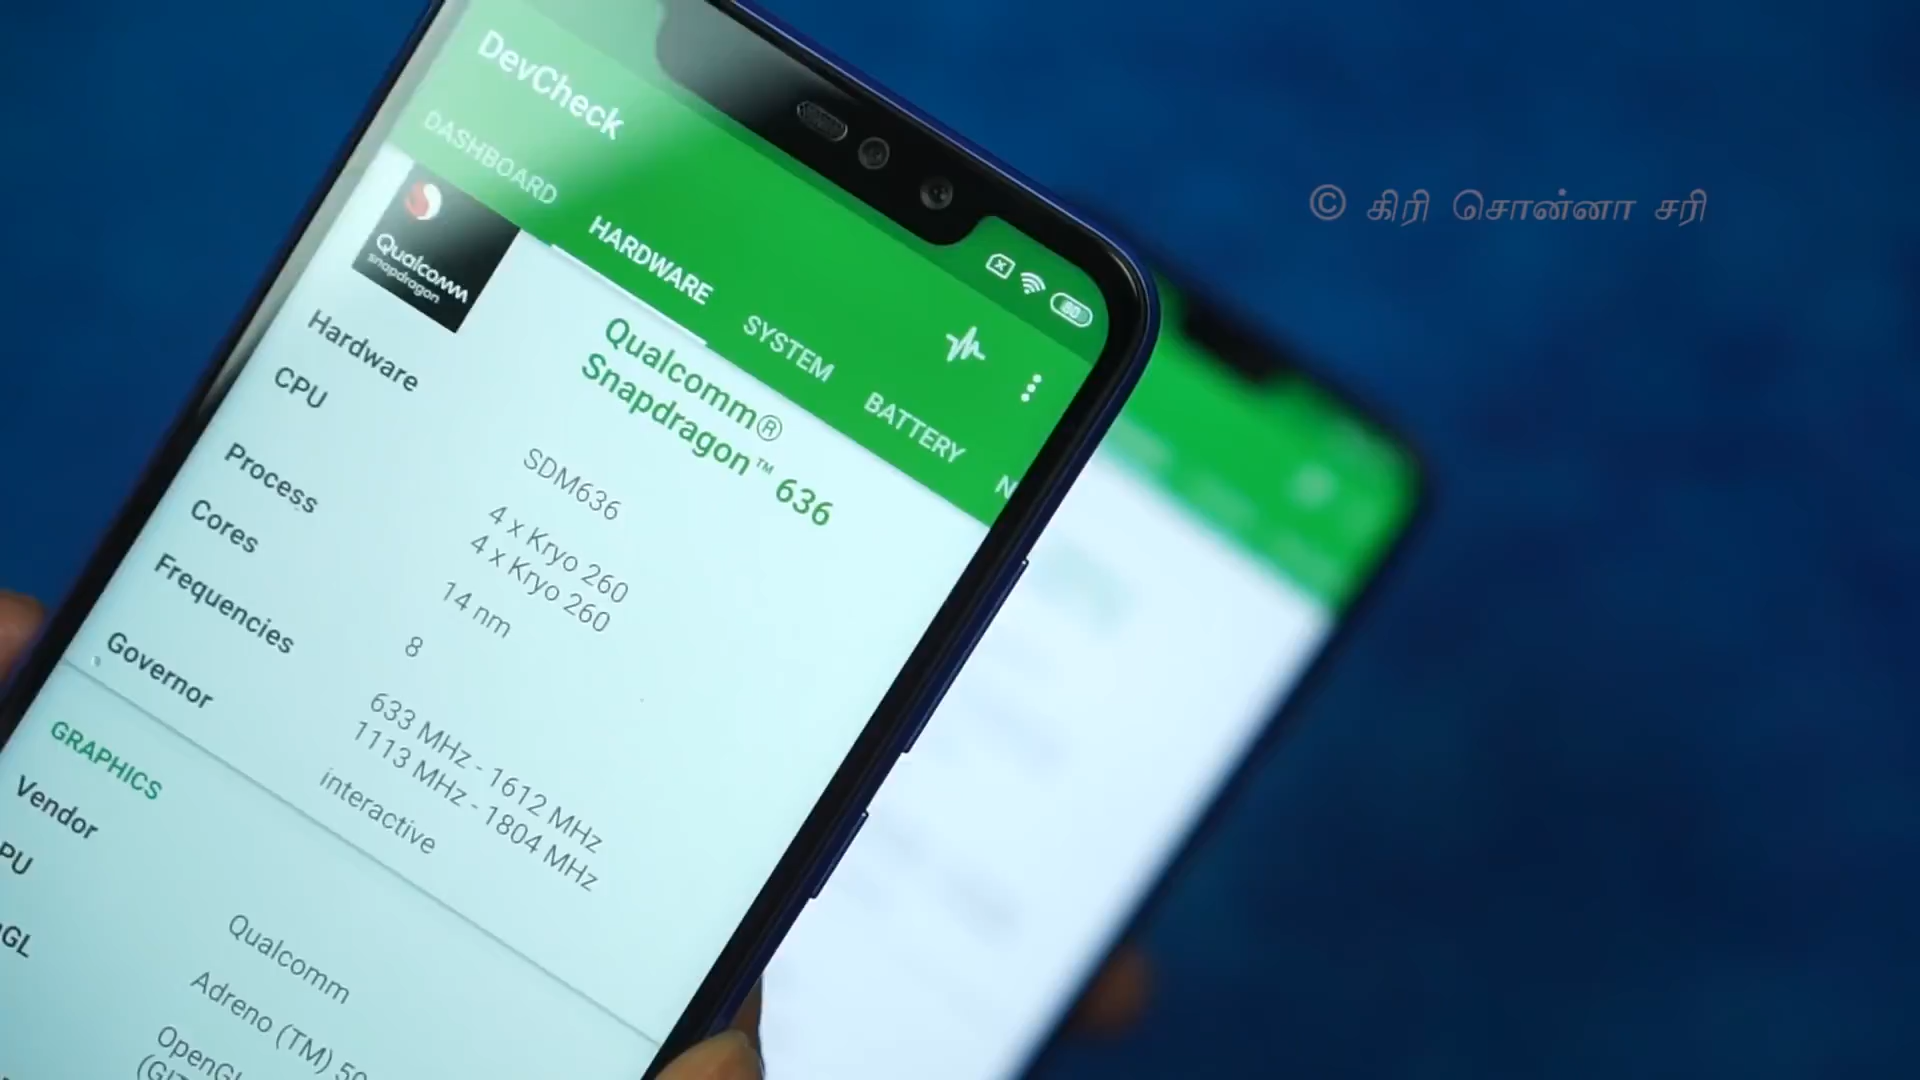 DevCheck
DASHBOARD HARDWARE SYSTEM BATTERY N
© கிரி சொன்னா சரி
80
Qualcomm
snapdragon
Qualcomm®
Snapdragon™ 636
Hardware SDM636
CPU 4 x Kryo 260
4 x Kryo 260
Process 14 nm
Cores 8
Frequencies 633 MHz - 1612 MHz
1113 MHz - 1804 MHz
Governor interactive
GRAPHICS
Vendor Qualcomm
PU Adreno (TM) 50
GL OpenGL